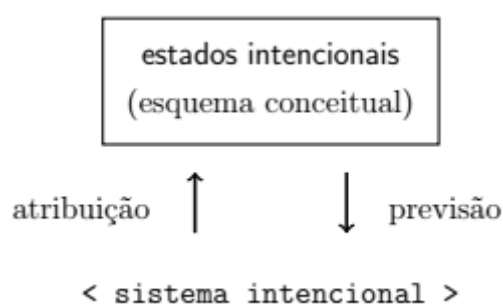 estados intencionais
(esquema conceitual)
atribuição
previsão
< sistema intencional >